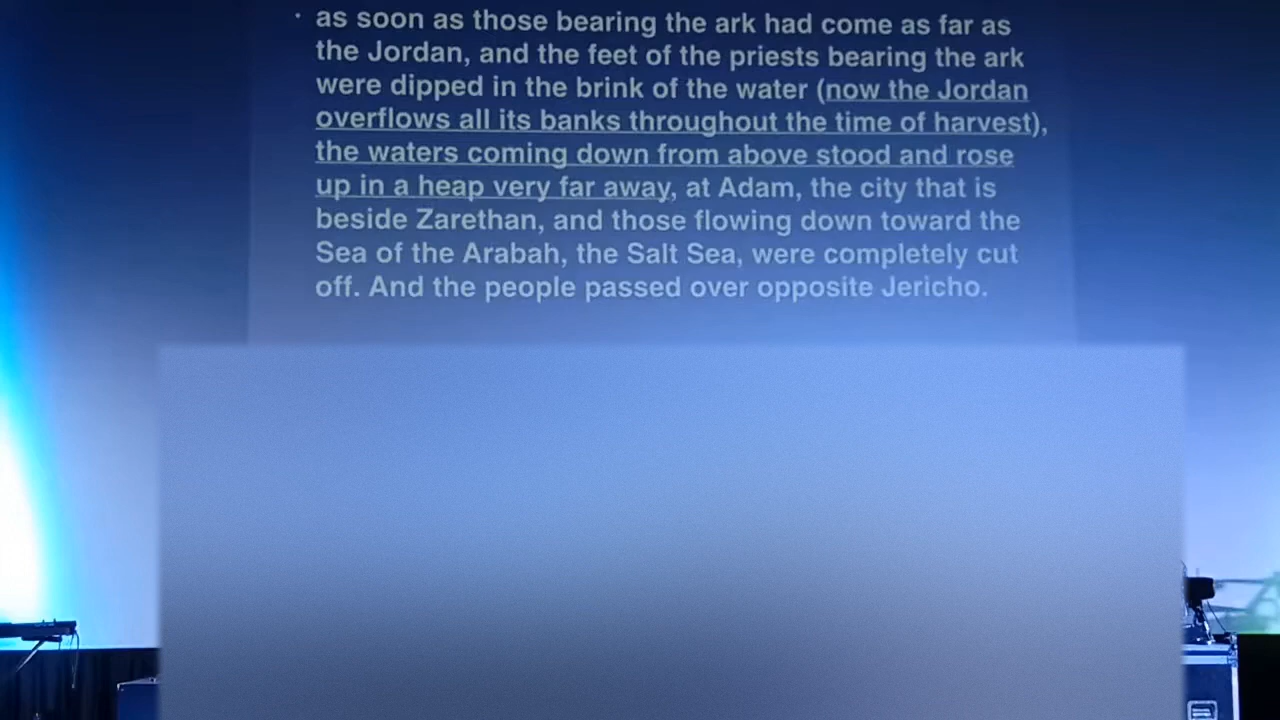 · as soon as those bearing the ark had come as far as
the Jordan, and the feet of the priests bearing the ark
were dipped in the brink of the water (now the Jordan
overflows all its banks throughout the time of harvest),
the waters coming down from above stood and rose
up in a heap very far away, at Adam, the city that is
beside Zarethan, and those flowing down toward the
Sea of the Arabah, the Salt Sea, were completely cut
off. And the people passed over opposite Jericho.